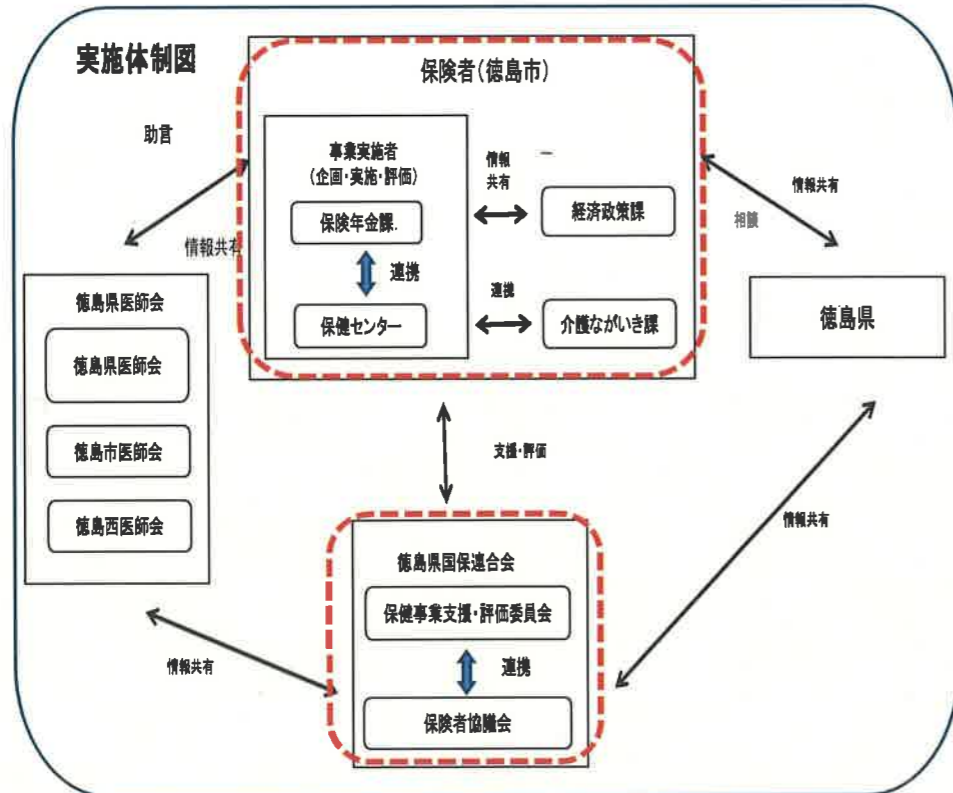 実施体制図
保険者(徳島市)
助言
事業実施者
(企画・実施・評価)
情報
共有
保険年金課.
経済政策課
情報共有
相談
情報共有
連携
連携
保健センター
介護ながいき課
徳島県医師会
徳島県医師会
徳島市医師会
徳島西医師会
徳島県
支援・評価
情報共有
徳島県国保連合会
保健事業支援・評価委員会
連携
保険者協議会
情報共有